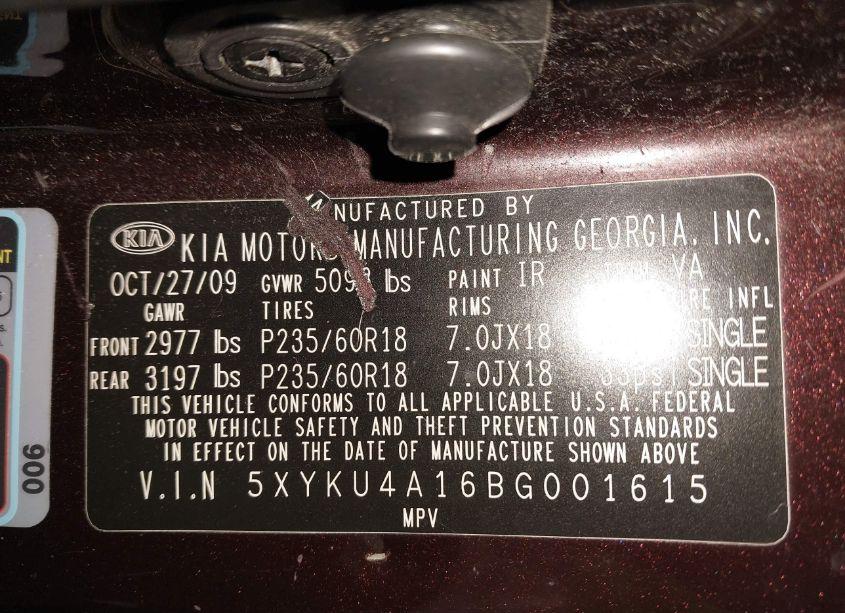 NUFACTURED BY
KIA KIA MOTORS MANUFACTURING GEORGIA, INC.
OCT/27/09 GVWR 509 lbs PAINT IR VA
GAWR TIRES RIMS INFL
FRONT 2977 lbs P235/60R18 7.0JX18 SINGLE
REAR 3197 lbs P235/60R18 7.0JX18 33psi SINGLE
THIS VEHICLE CONFORMS TO ALL APPLICABLE U.S.A. FEDERAL
MOTOR VEHICLE SAFETY AND THEFT PREVENTION STANDARDS
IN EFFECT ON THE DATE OF MANUFACTURE SHOWN ABOVE
V.I.N 5XYKU4A16BG001615
MPV
006